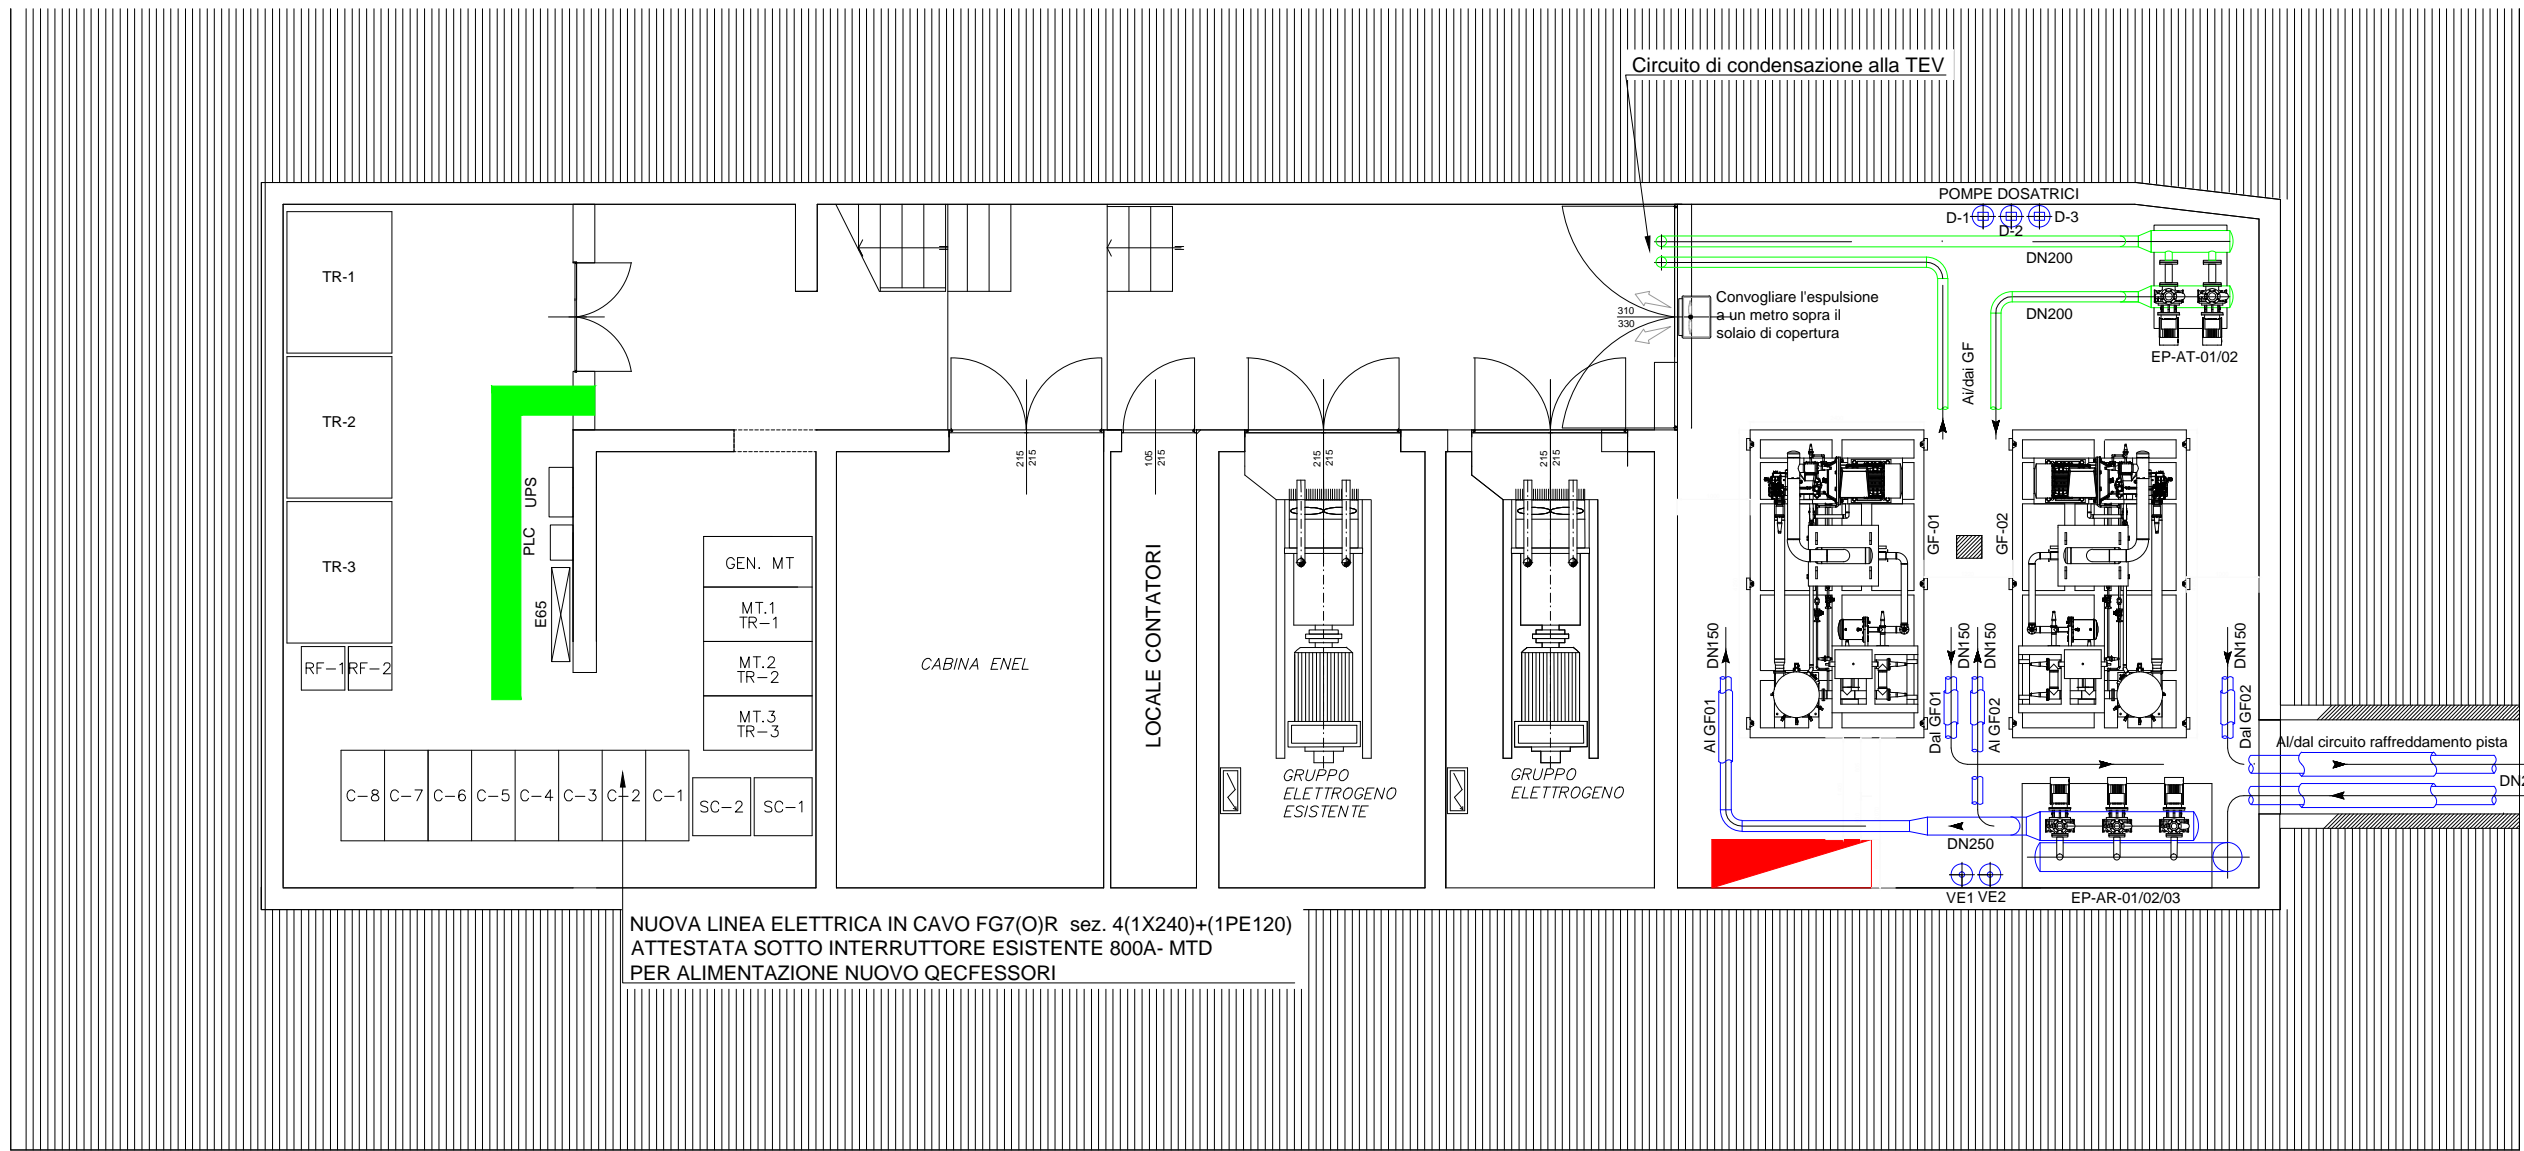 Circuito di condensazione alla TEV
POMPE DOSATRICI
D-1
D-2
D-3
DN200
DN200
EP-AT-01/02
Convogliare l'espulsione
a un metro sopra il
solaio di copertura
310
330
Ai/dai GF
TR-1
TR-2
TR-3
RF-1
RF-2
UPS
PLC
E65
GEN. MT
MT.1
TR-1
MT.2
TR-2
MT.3
TR-3
C-8
C-7
C-6
C-5
C-4
C-3
C-2
C-1
SC-2
SC-1
CABINA ENEL
215
215
105
215
215
215
215
215
LOCALE CONTATORI
GRUPPO
ELETTROGENO
ESISTENTE
GRUPPO
ELETTROGENO
GF-01
GF-02
DN150
Al GF01
DN150
Dal GF01
DN150
Al GF02
DN150
Dal GF02
Al/dal circuito raffreddamento pista
DN2
DN250
VE1
VE2
EP-AR-01/02/03
NUOVA LINEA ELETTRICA IN CAVO FG7(O)R sez. 4(1X240)+(1PE120)
ATTESTATA SOTTO INTERRUTTORE ESISTENTE 800A- MTD
PER ALIMENTAZIONE NUOVO QECFESSORI